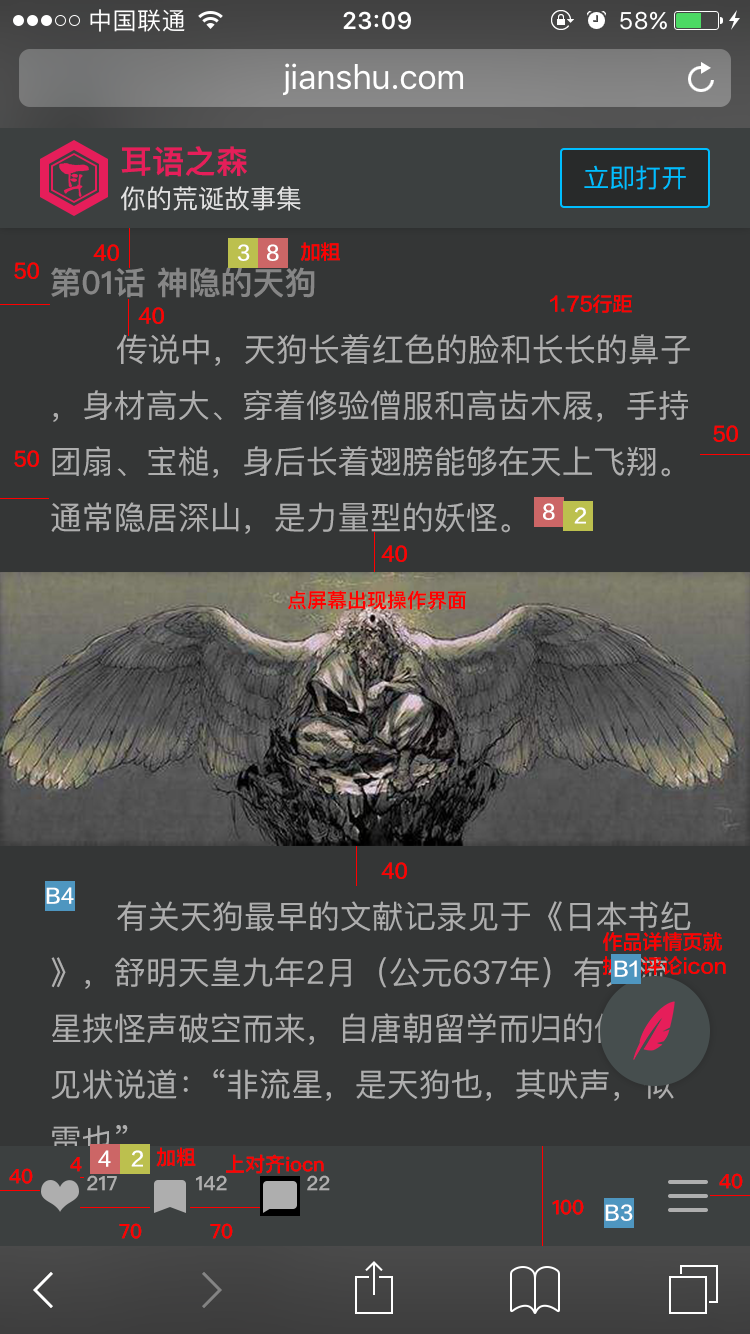 中国联通 23:09 58%
jianshu.com
耳语之森
你的荒诞故事集
立即打开
40 3 8 加粗
50 第01话 神隐的天狗
40 1.75行距
传说中，天狗长着红色的脸和长长的鼻子
，身材高大、穿着修验僧服和高齿木屐，手持
50 50
团扇、宝槌，身后长着翅膀能够在天上飞翔。
通常隐居深山，是力量型的妖怪。 8 2
40
点屏幕出现操作界面
40
B4
有关天狗最早的文献记录见于《日本书纪
作品详情页就
评论icon
B1
》，舒明天皇九年2月（公元637年）有
星挟怪声破空而来，自唐朝留学而归的
见状说道：“非流星，是天狗也，其吠声，似
雷也”
4 4 2 加粗 上对齐iocn
40 217 142 22 40
70 70 100 B3